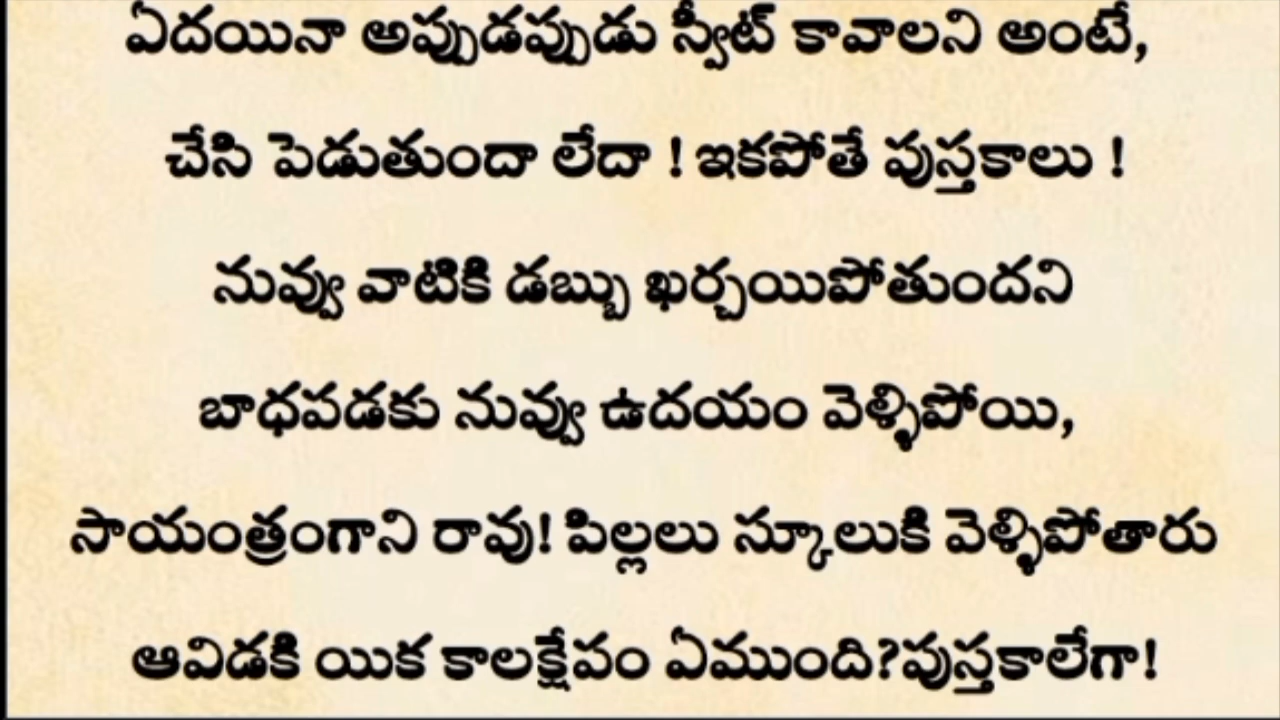 ఏదయినా అప్పుడప్పుడు స్వీట్ కావాలని అంటే,
చేసి పెడుతుందా లేదా ! ఇకపోతే పుస్తకాలు !
నువ్వు వాటికి డబ్బు ఖర్చయిపోతుందని
బాధపడకు నువ్వు ఉదయం వెళ్ళిపోయి,
సాయంత్రంగాని రావు! పిల్లలు స్కూలుకి వెళ్ళిపోతారు
ఆవిడకి యిక కాలక్షేపం ఏముంది?పుస్తకాలేగా!